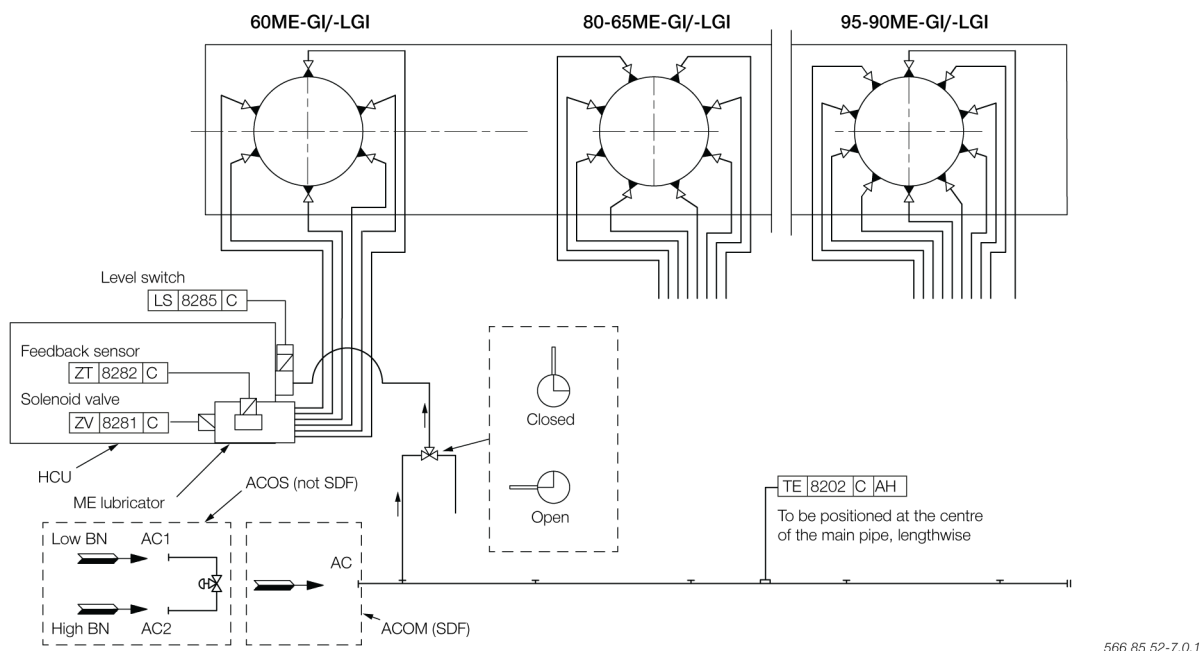 60ME-GI/-LGI
80-65ME-GI/-LGI
95-90ME-GI/-LGI
Level switch
LS 8285 C
Feedback sensor
ZT 8282 C
Solenoid valve
ZV 8281 C
HCU
ME lubricator
Closed
Open
ACOS (not SDF)
Low BN AC1
High BN AC2
AC
ACOM (SDF)
TE 8202 C AH
To be positioned at the centre
of the main pipe, lengthwise
566 85 52-7.0.1